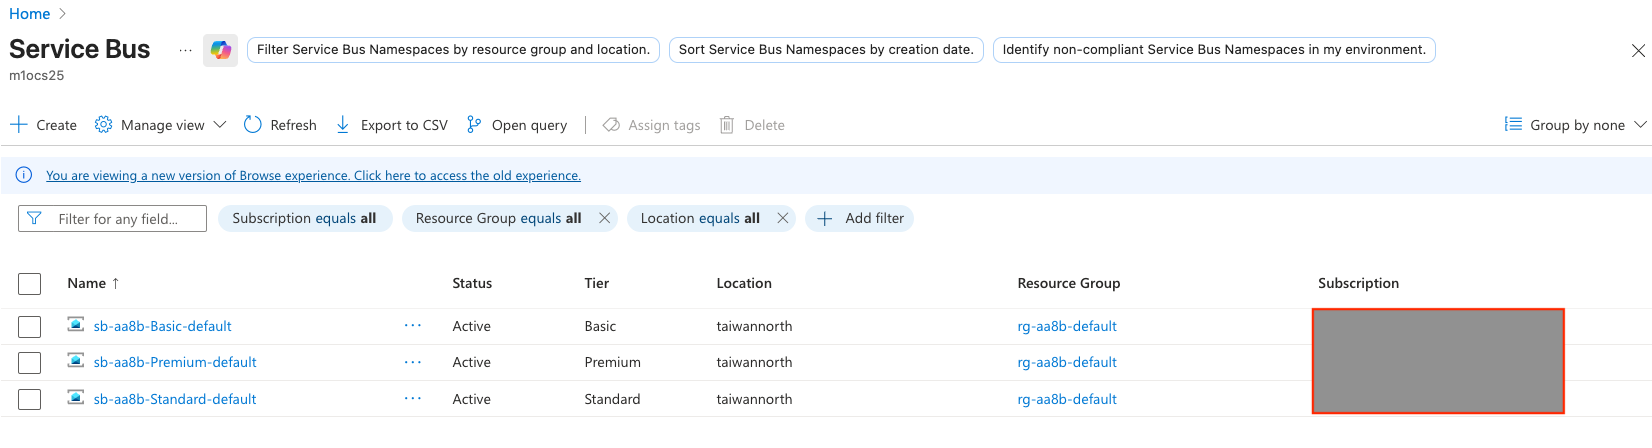 Home >
Service Bus ... Filter Service Bus Namespaces by resource group and location. Sort Service Bus Namespaces by creation date. Identify non-compliant Service Bus Namespaces in my environment.
m1ocs25
Create Manage view Refresh Export to CSV Open query | Assign tags Delete Group by none
You are viewing a new version of Browse experience. Click here to access the old experience.
Filter for any field... Subscription equals all Resource Group equals all Location equals all Add filter
Name ↑ Status Tier Location Resource Group Subscription
sb-aa8b-Basic-default ... Active Basic taiwannorth rg-aa8b-default
sb-aa8b-Premium-default ... Active Premium taiwannorth rg-aa8b-default
sb-aa8b-Standard-default ... Active Standard taiwannorth rg-aa8b-default